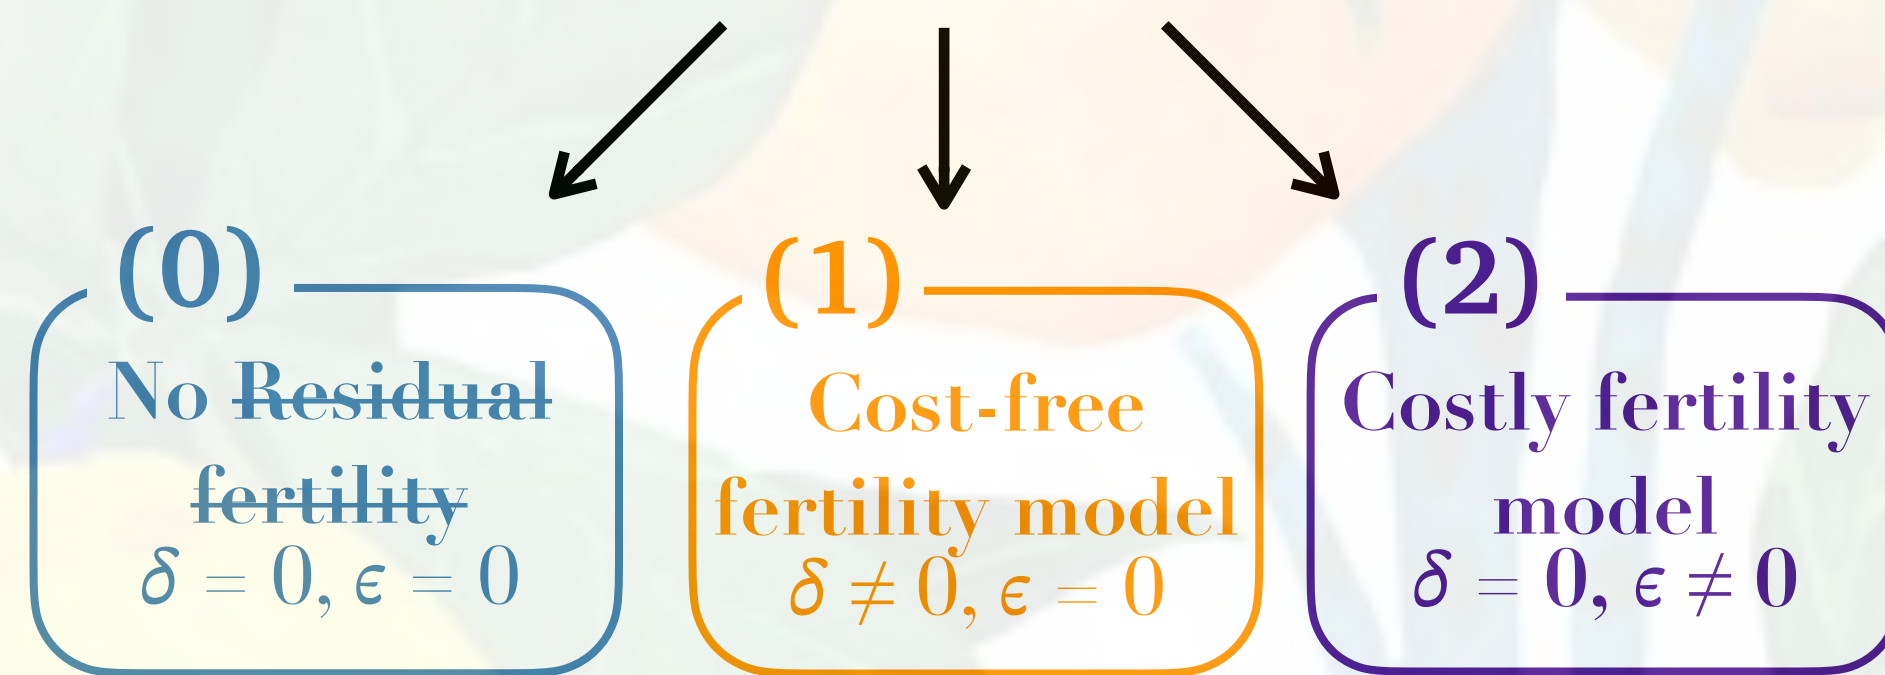 (0)
No Residual
fertility
δ = 0, ϵ = 0
(1)
Cost-free
fertility model
δ ≠ 0, ϵ = 0
(2)
Costly fertility
model
δ = 0, ϵ ≠ 0